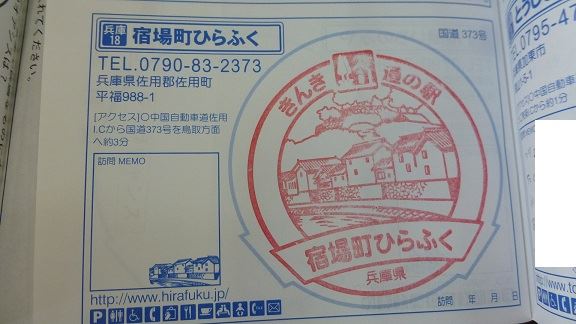 兵庫
18
宿場町ひらふく
国道 373号
TEL.0790-83-2373
兵庫県佐用郡佐用町
平福988-1
[アクセス]○中国自動車道佐用
I.Cから国道373号を鳥取方面
へ約3分
訪問 MEMO
きんき 道の駅
宿場町ひらふく
兵庫県
http://www.hirafuku.jp/
訪問 年 月 日
てください。
TEL.0795-4